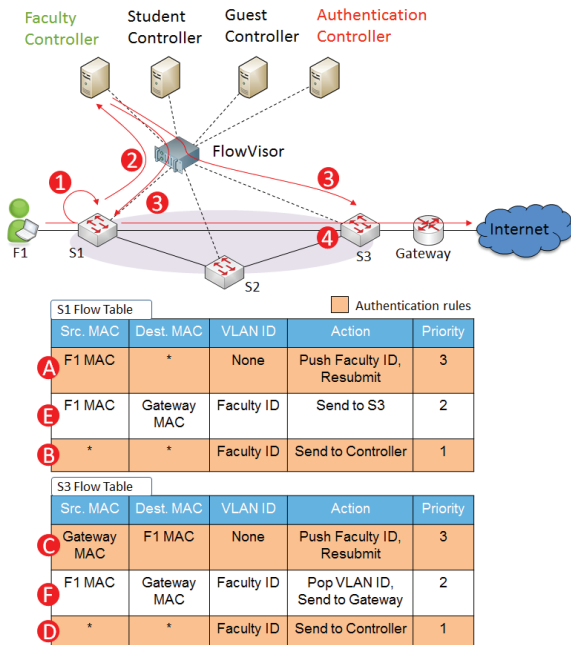 Faculty
Controller
Student
Controller
Guest
Controller
Authentication
Controller
FlowVisor
1
2
3
3
4
F1
S1
S2
S3
Gateway
Internet
Authentication rules
S1 Flow Table
Src. MAC Dest. MAC VLAN ID Action Priority
A F1 MAC * None Push Faculty ID, Resubmit 3
E F1 MAC Gateway MAC Faculty ID Send to S3 2
B * * Faculty ID Send to Controller 1
S3 Flow Table
Src. MAC Dest. MAC VLAN ID Action Priority
C Gateway MAC F1 MAC None Push Faculty ID, Resubmit 3
F F1 MAC Gateway MAC Faculty ID Pop VLAN ID, Send to Gateway 2
D * * Faculty ID Send to Controller 1